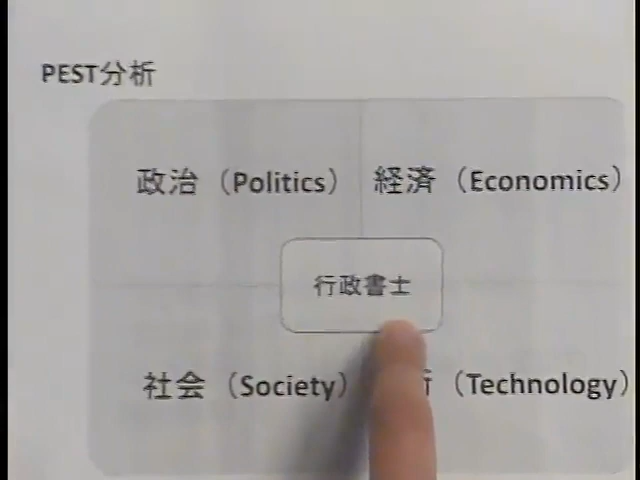 PEST分析
政治（Politics）
経済（Economics）
行政書士
社会（Society）
術（Technology）